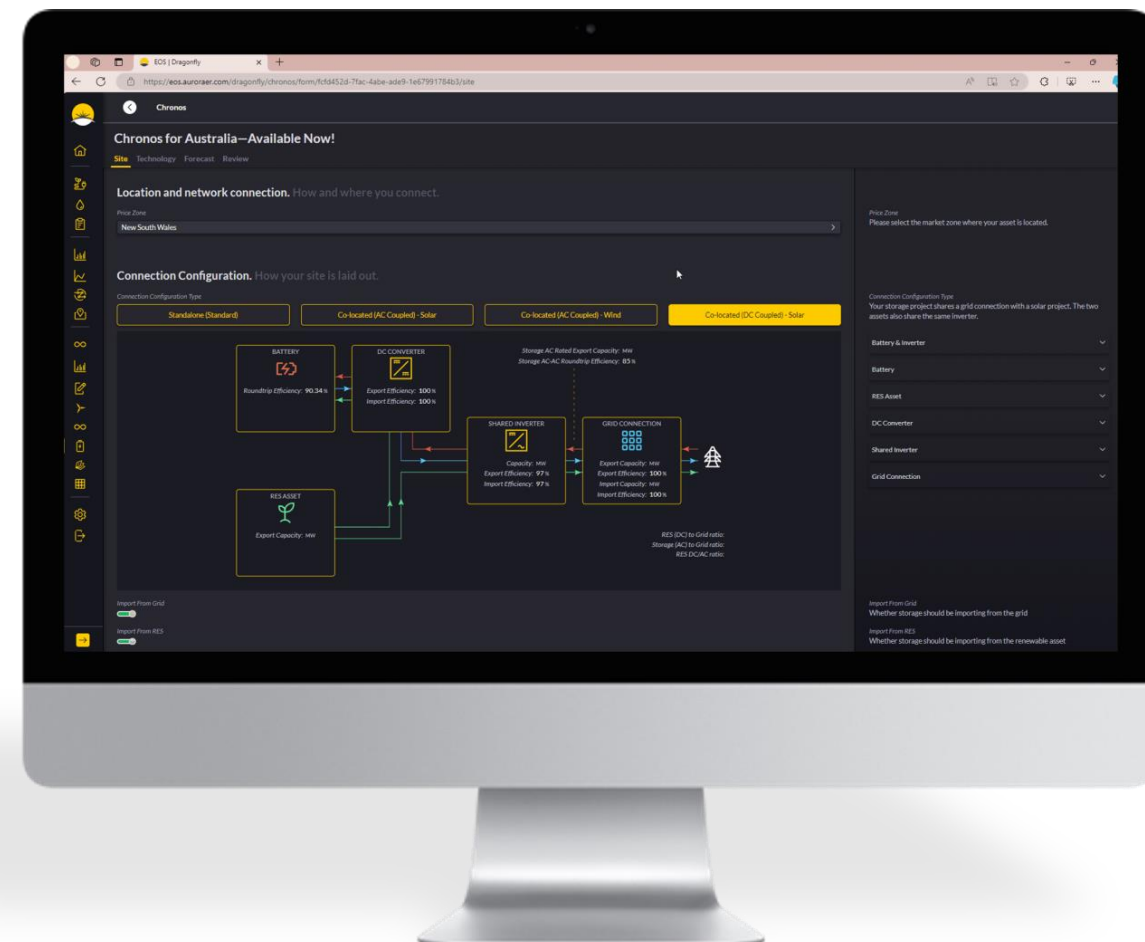 EOS | Dragonfly
https://eos.auroraer.com/dragonfly/chronos/form/fcfd452d-7fac-4abe-ade9-1e67991784b3/site
Chronos
Chronos for Australia—Available Now!
Site Technology Forecast Review
Location and network connection. How and where you connect.
Price Zone
New South Wales
Price Zone
Please select the market zone where your asset is located.
Connection Configuration. How your site is laid out.
Connection Configuration Type
Standalone (Standard)
Co-located (AC Coupled) - Solar
Co-located (AC Coupled) - Wind
Co-located (DC Coupled) - Solar
Connection Configuration Type
Your storage project shares a grid connection with a solar project. The two
assets also share the same inverter.
Battery & Inverter
Battery
RES Asset
DC Converter
Shared Inverter
Grid Connection
BATTERY
Roundtrip Efficiency: 90.34 %
DC CONVERTER
Export Efficiency: 100 %
Import Efficiency: 100 %
Storage AC Rated Export Capacity: MW
Storage AC-AC Roundtrip Efficiency: 85 %
SHARED INVERTER
Capacity: MW
Export Efficiency: 97 %
Import Efficiency: 97 %
GRID CONNECTION
Export Capacity: MW
Export Efficiency: 100 %
Import Capacity: MW
Import Efficiency: 100 %
RES ASSET
Export Capacity: MW
RES (DC) to Grid ratio:
Storage (AC) to Grid ratio:
RES DC/AC ratio:
Import From Grid
Import From RES
Import From Grid
Whether storage should be importing from the grid
Import From RES
Whether storage should be importing from the renewable asset